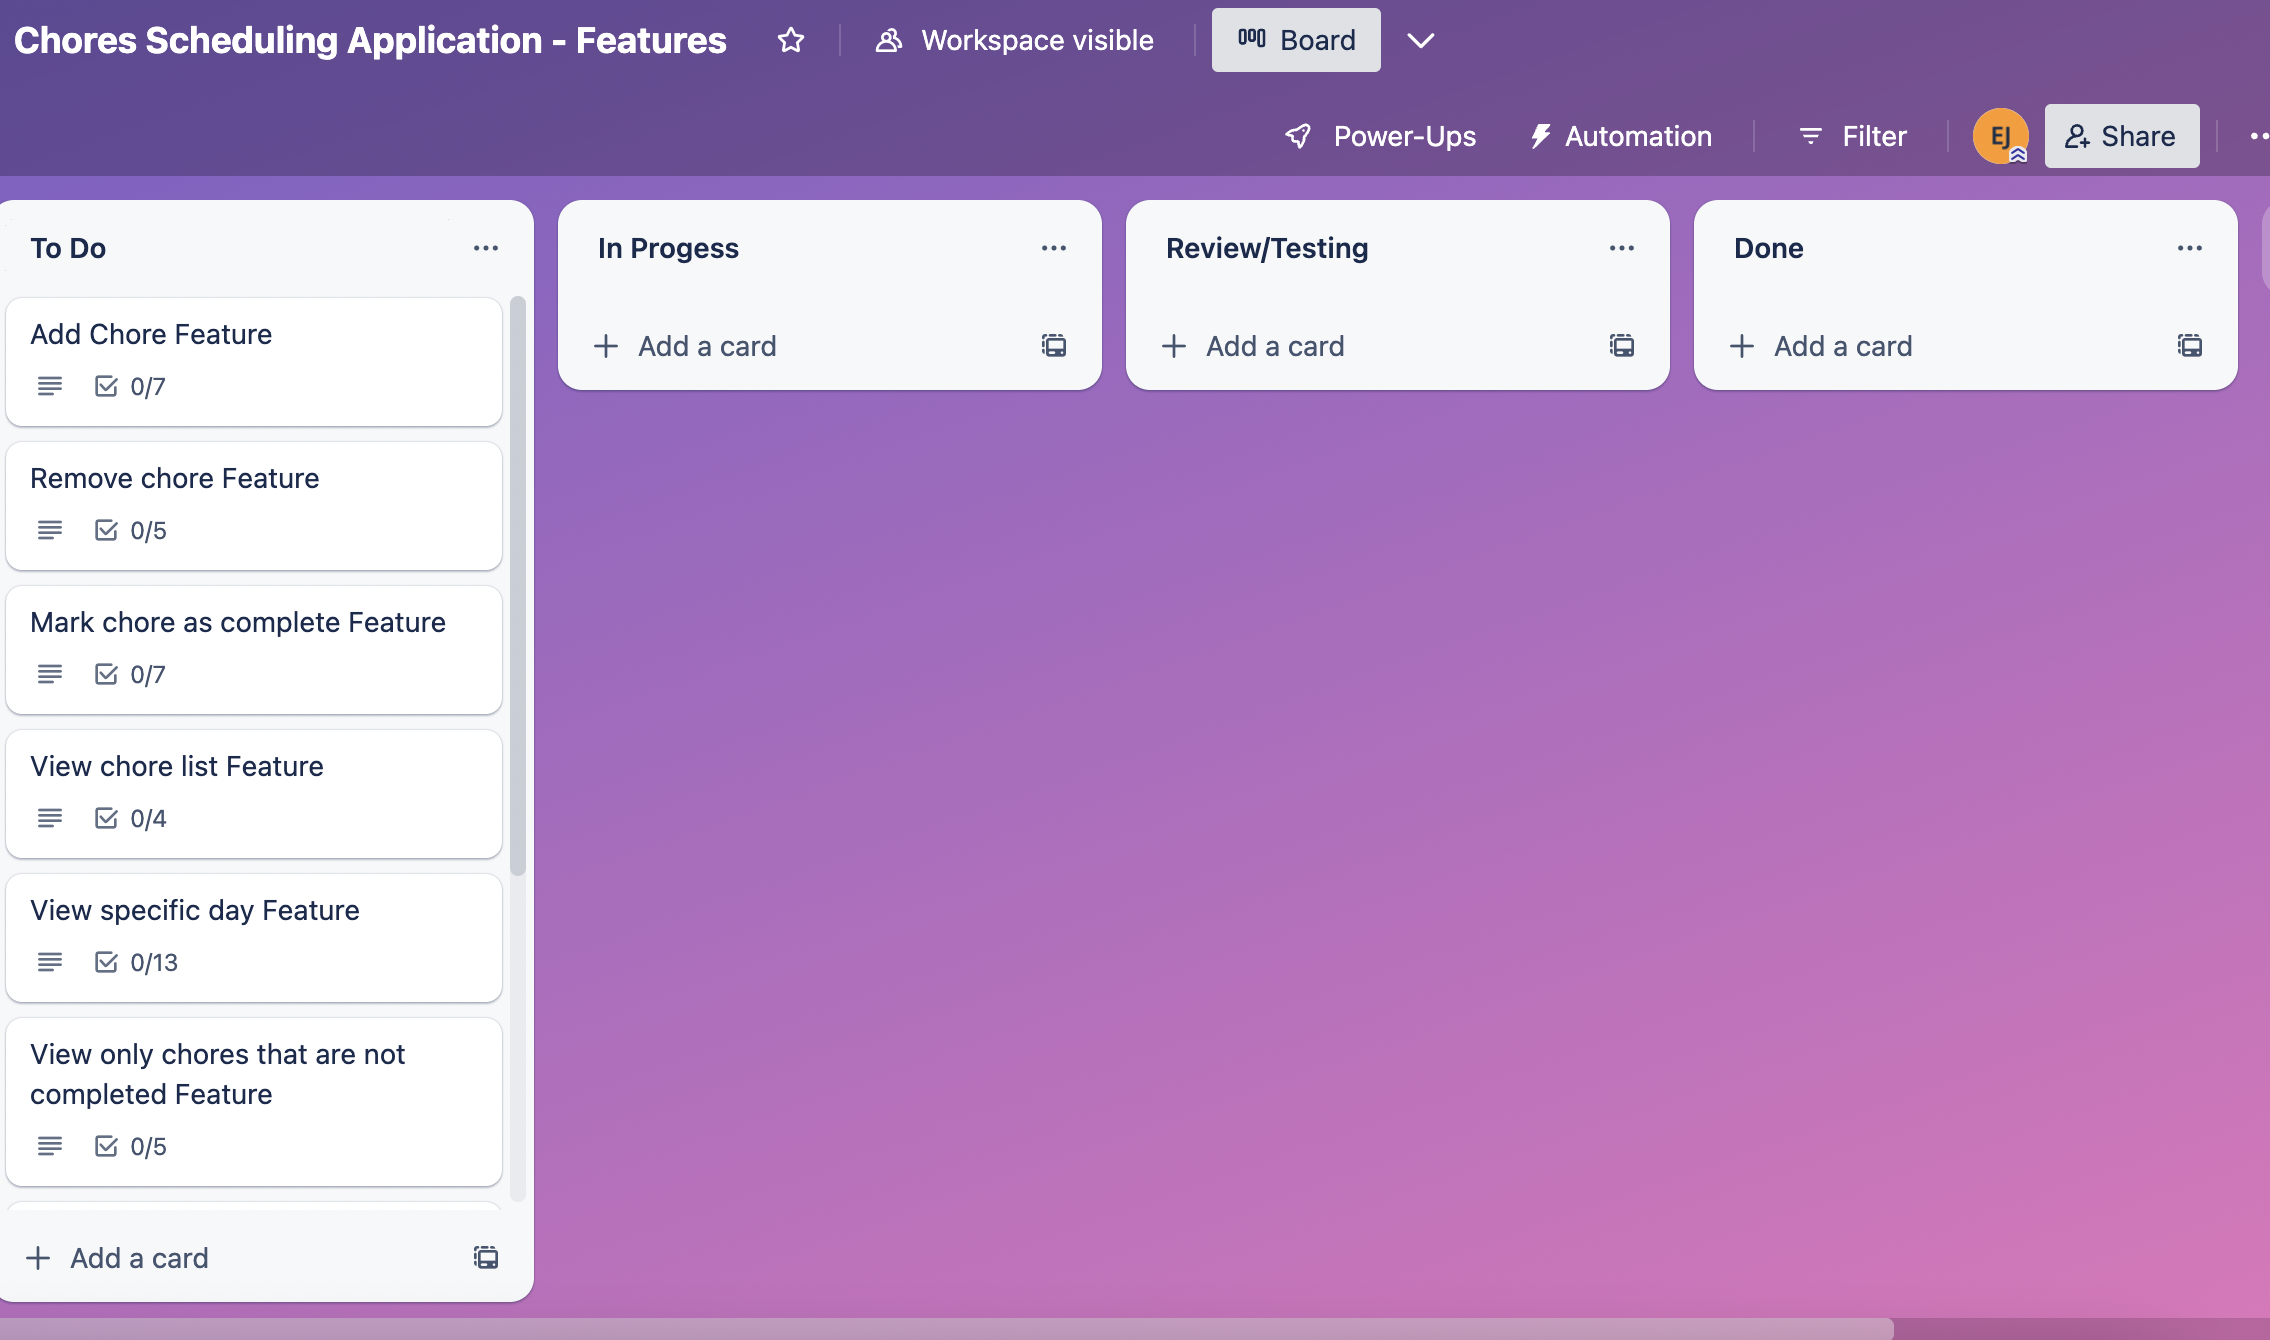 Chores Scheduling Application - Features
Workspace visible
Board
Power-Ups
Automation
Filter
EJ
Share
To Do
Add Chore Feature
0/7
Remove chore Feature
0/5
Mark chore as complete Feature
0/7
View chore list Feature
0/4
View specific day Feature
0/13
View only chores that are not
completed Feature
0/5
Add a card
In Progess
Add a card
Review/Testing
Add a card
Done
Add a card